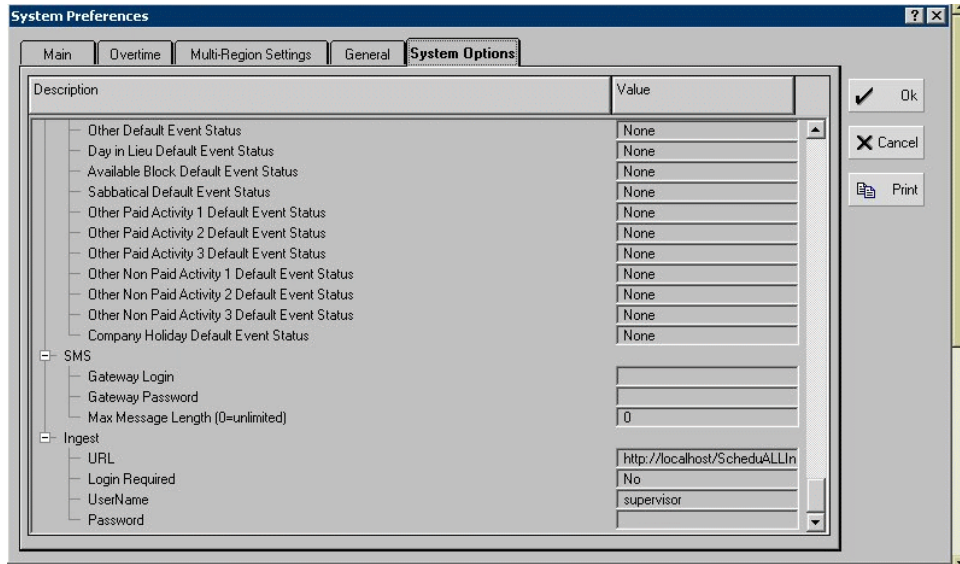 System Preferences
Main Overtime Multi-Region Settings General System Options
Description Value
Other Default Event Status None
Day in Lieu Default Event Status None
Available Block Default Event Status None
Sabbatical Default Event Status None
Other Paid Activity 1 Default Event Status None
Other Paid Activity 2 Default Event Status None
Other Paid Activity 3 Default Event Status None
Other Non Paid Activity 1 Default Event Status None
Other Non Paid Activity 2 Default Event Status None
Other Non Paid Activity 3 Default Event Status None
Company Holiday Default Event Status None
SMS
Gateway Login
Gateway Password
Max Message Length (0=unlimited) 0
Ingest
URL http://localhost/ScheduALLIn
Login Required No
UserName supervisor
Password
Ok
Cancel
Print